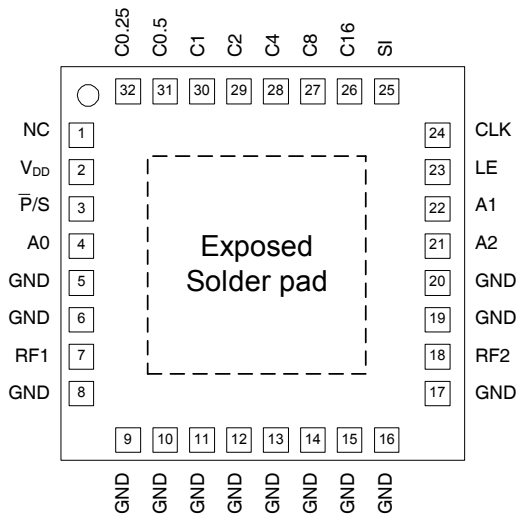 C0.25 C0.5 C1 C2 C4 C8 C16 SI
32 31 30 29 28 27 26 25
NC 1 24 CLK
VDD 2 23 LE
P̅/S 3 22 A1
A0 4 21 A2
GND 5 20 GND
GND 6 19 GND
RF1 7 18 RF2
GND 8 17 GND
Exposed
Solder pad
9 10 11 12 13 14 15 16
GND GND GND GND GND GND GND GND